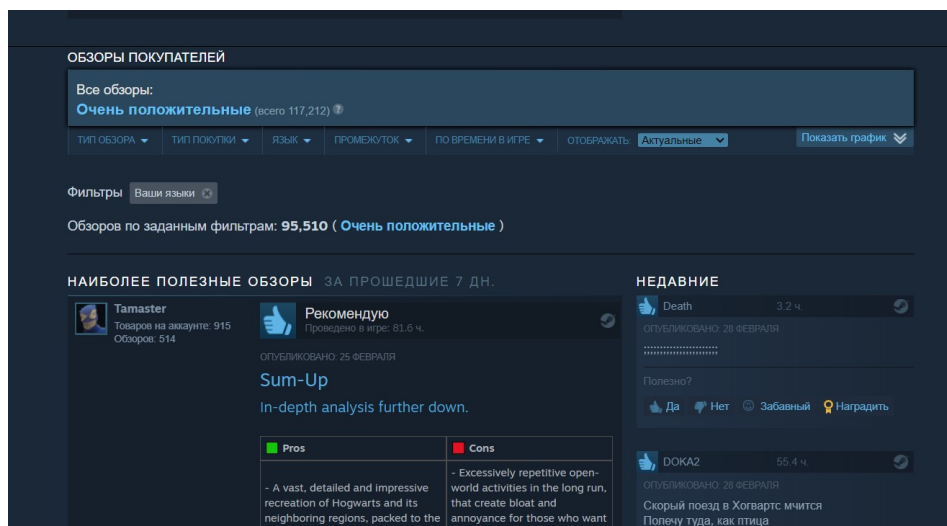 ОБЗОРЫ ПОКУПАТЕЛЕЙ
Все обзоры:
Очень положительные (всего 117,212) ?
ТИП ОБЗОРА ТИП ПОКУПКИ ЯЗЫК ПРОМЕЖУТОК ПО ВРЕМЕНИ В ИГРЕ ОТОБРАЖАТЬ: Актуальные Показать график
Фильтры Ваши языки
Обзоров по заданным фильтрам: 95,510 ( Очень положительные )
НАИБОЛЕЕ ПОЛЕЗНЫЕ ОБЗОРЫ ЗА ПРОШЕДШИЕ 7 ДН.
Tamaster
Товаров на аккаунте: 915
Обзоров: 514
Рекомендую
Проведено в игре: 81.6 ч.
ОПУБЛИКОВАНО: 25 ФЕВРАЛЯ
Sum-Up
In-depth analysis further down.
Pros
- A vast, detailed and impressive
recreation of Hogwarts and its
neighboring regions, packed to the
Cons
- Excessively repetitive open-
world activities in the long run,
that create bloat and
annoyance for those who want
НЕДАВНИЕ
Death 3.2 ч.
ОПУБЛИКОВАНО: 28 ФЕВРАЛЯ
;;;;;;;;;;;;;;;;;;;;;;;
Полезно?
Да Нет Забавный Наградить
DOKA2 55.4 ч.
ОПУБЛИКОВАНО: 28 ФЕВРАЛЯ
Скорый поезд в Хогвартс мчится
Полечу туда, как птица